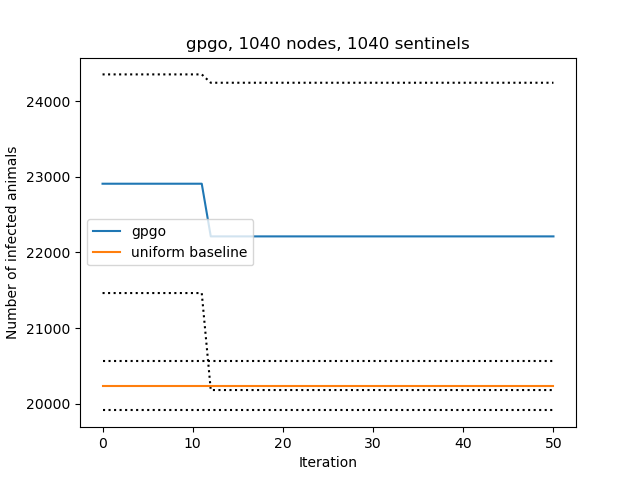 gpgo, 1040 nodes, 1040 sentinels
Number of infected animals
24000
23000
22000
21000
20000
gpgo
uniform baseline
0 10 20 30 40 50
Iteration